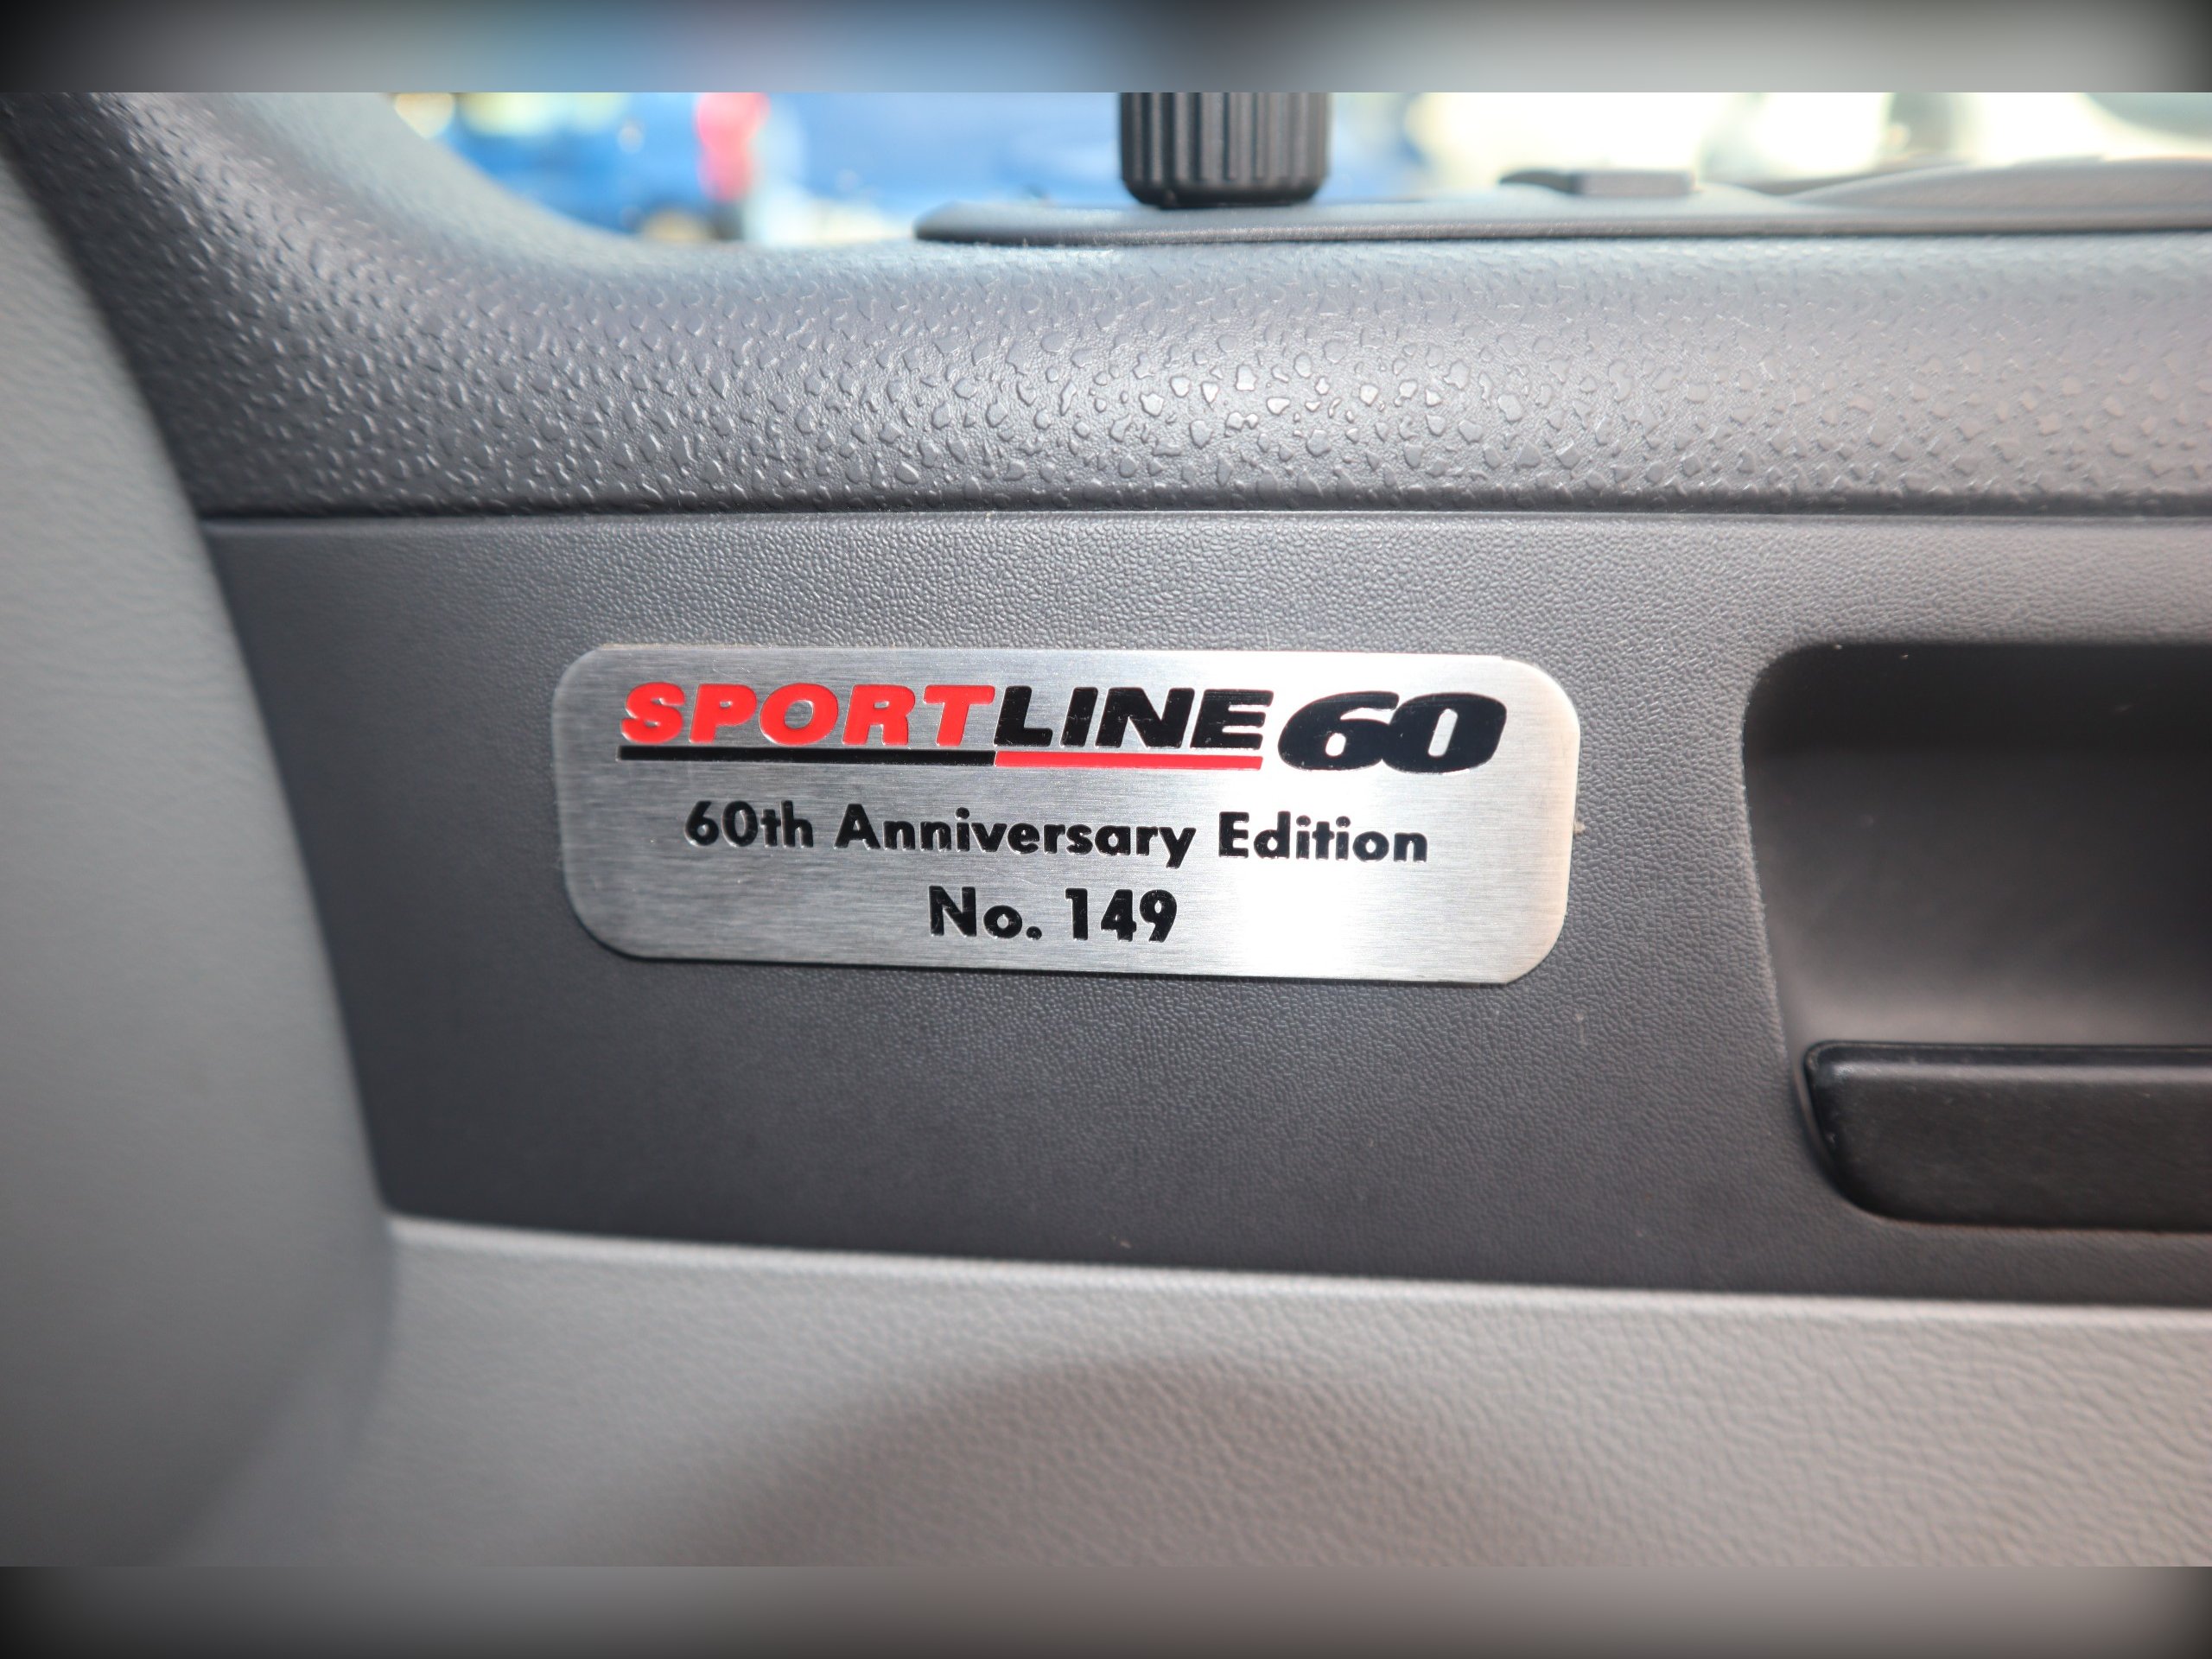 SPORTLINE60
60th Anniversary Edition
No. 149